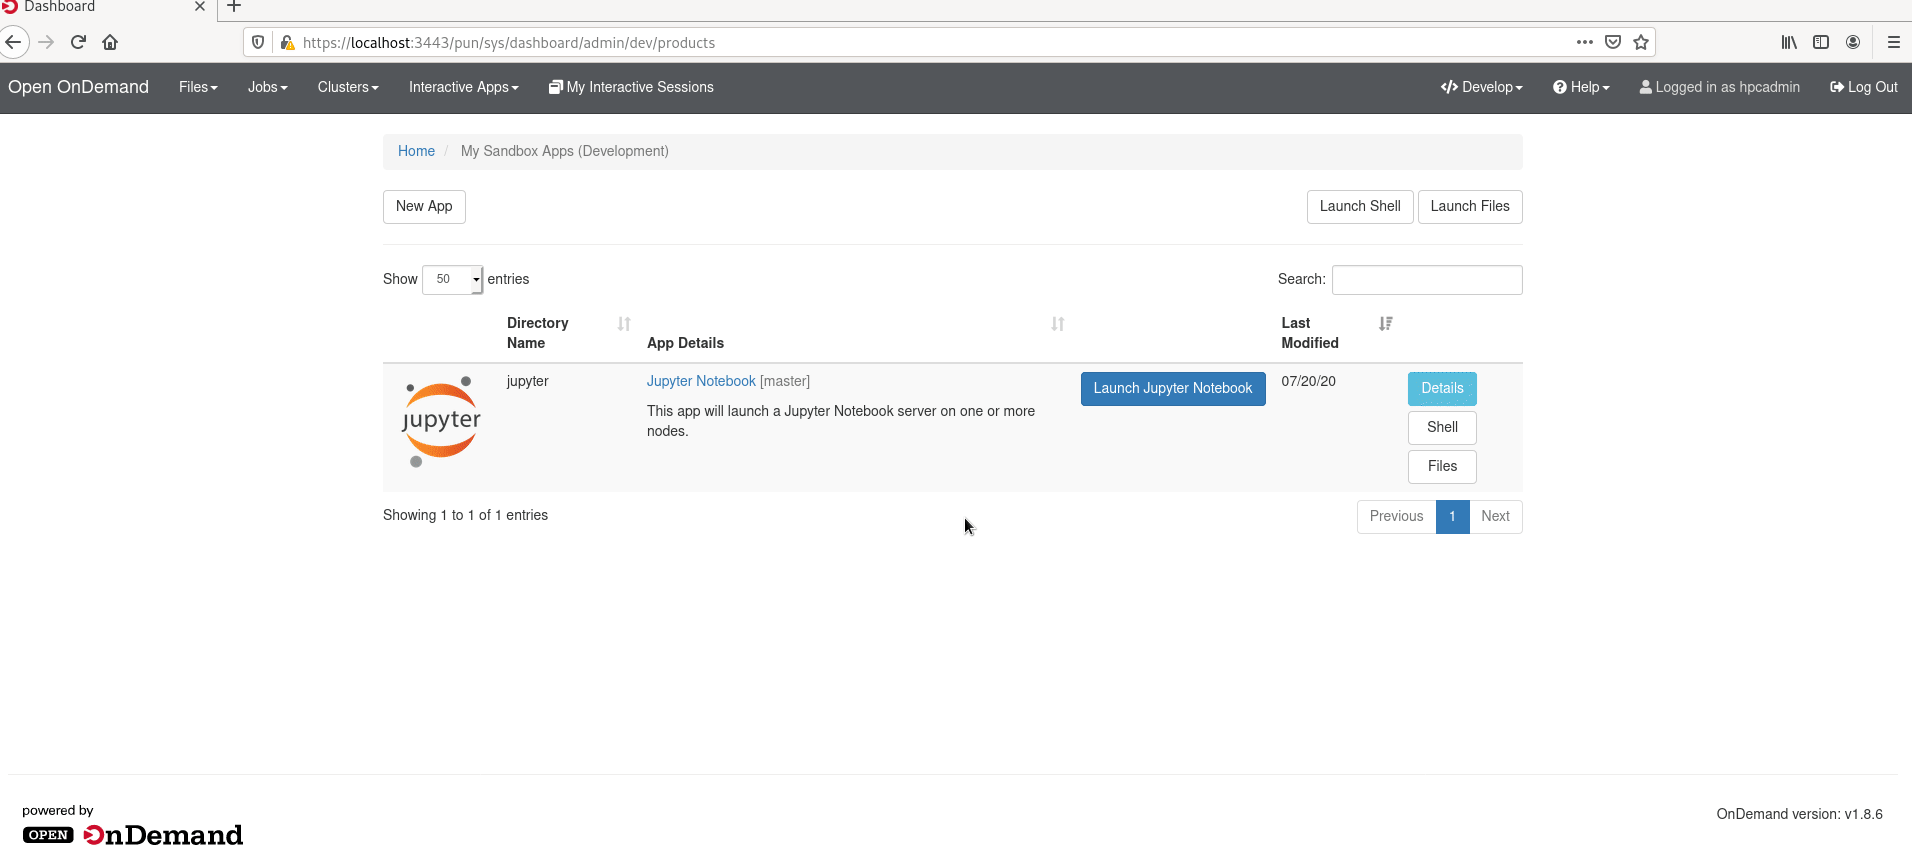 Dashboard
https://localhost:3443/pun/sys/dashboard/admin/dev/products
Open OnDemand Files Jobs Clusters Interactive Apps My Interactive Sessions Develop Help Logged in as hpcadmin Log Out
Home / My Sandbox Apps (Development)
New App Launch Shell Launch Files
Show 50 entries Search:
Directory Name App Details Last Modified
jupyter
jupyter Jupyter Notebook [master] Launch Jupyter Notebook 07/20/20 Details
This app will launch a Jupyter Notebook server on one or more
nodes.
Shell
Files
Showing 1 to 1 of 1 entries Previous 1 Next
powered by
OPEN OnDemand
OnDemand version: v1.8.6